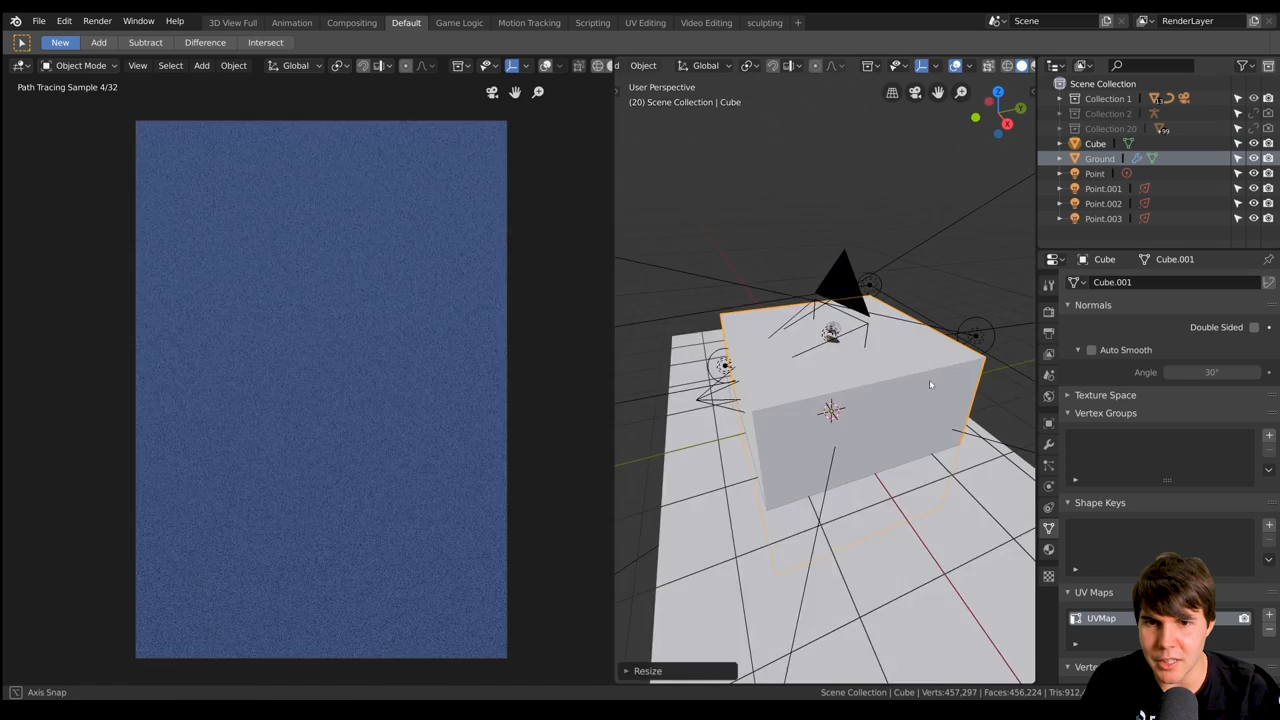 File Edit Render Window Help
3D View Full Animation Compositing Default Game Logic Motion Tracking Scripting UV Editing Video Editing sculpting +
Scene
RenderLayer
New Add Subtract Difference Intersect
Object Mode View Select Add Object Global
Object Global
Path Tracing Sample 4/32
User Perspective
(20) Scene Collection | Cube
Z
Y
X
Scene Collection
Collection 1
13
Collection 2
Collection 20
+99
Cube
Ground
Point
Point.001
Point.002
Point.003
Cube Cube.001
Cube.001
Normals
Double Sided
Auto Smooth
Angle 30°
Texture Space
Vertex Groups
Shape Keys
UV Maps
UVMap
Resize
Axis Snap
Scene Collection | Cube | Verts:457,297 | Faces:456,224 | Tris:912,